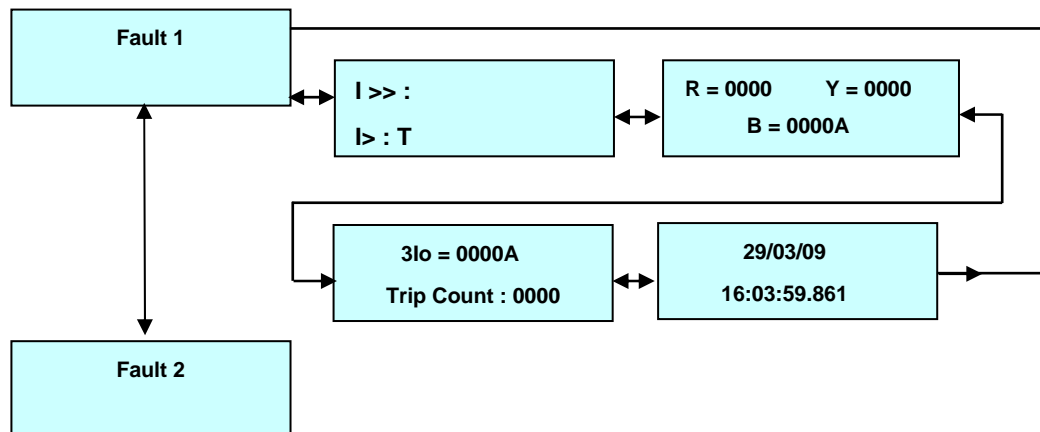 Fault 1
I >> :
I> : T
R = 0000 Y = 0000
B = 0000A
3Io = 0000A
Trip Count : 0000
29/03/09
16:03:59.861
Fault 2